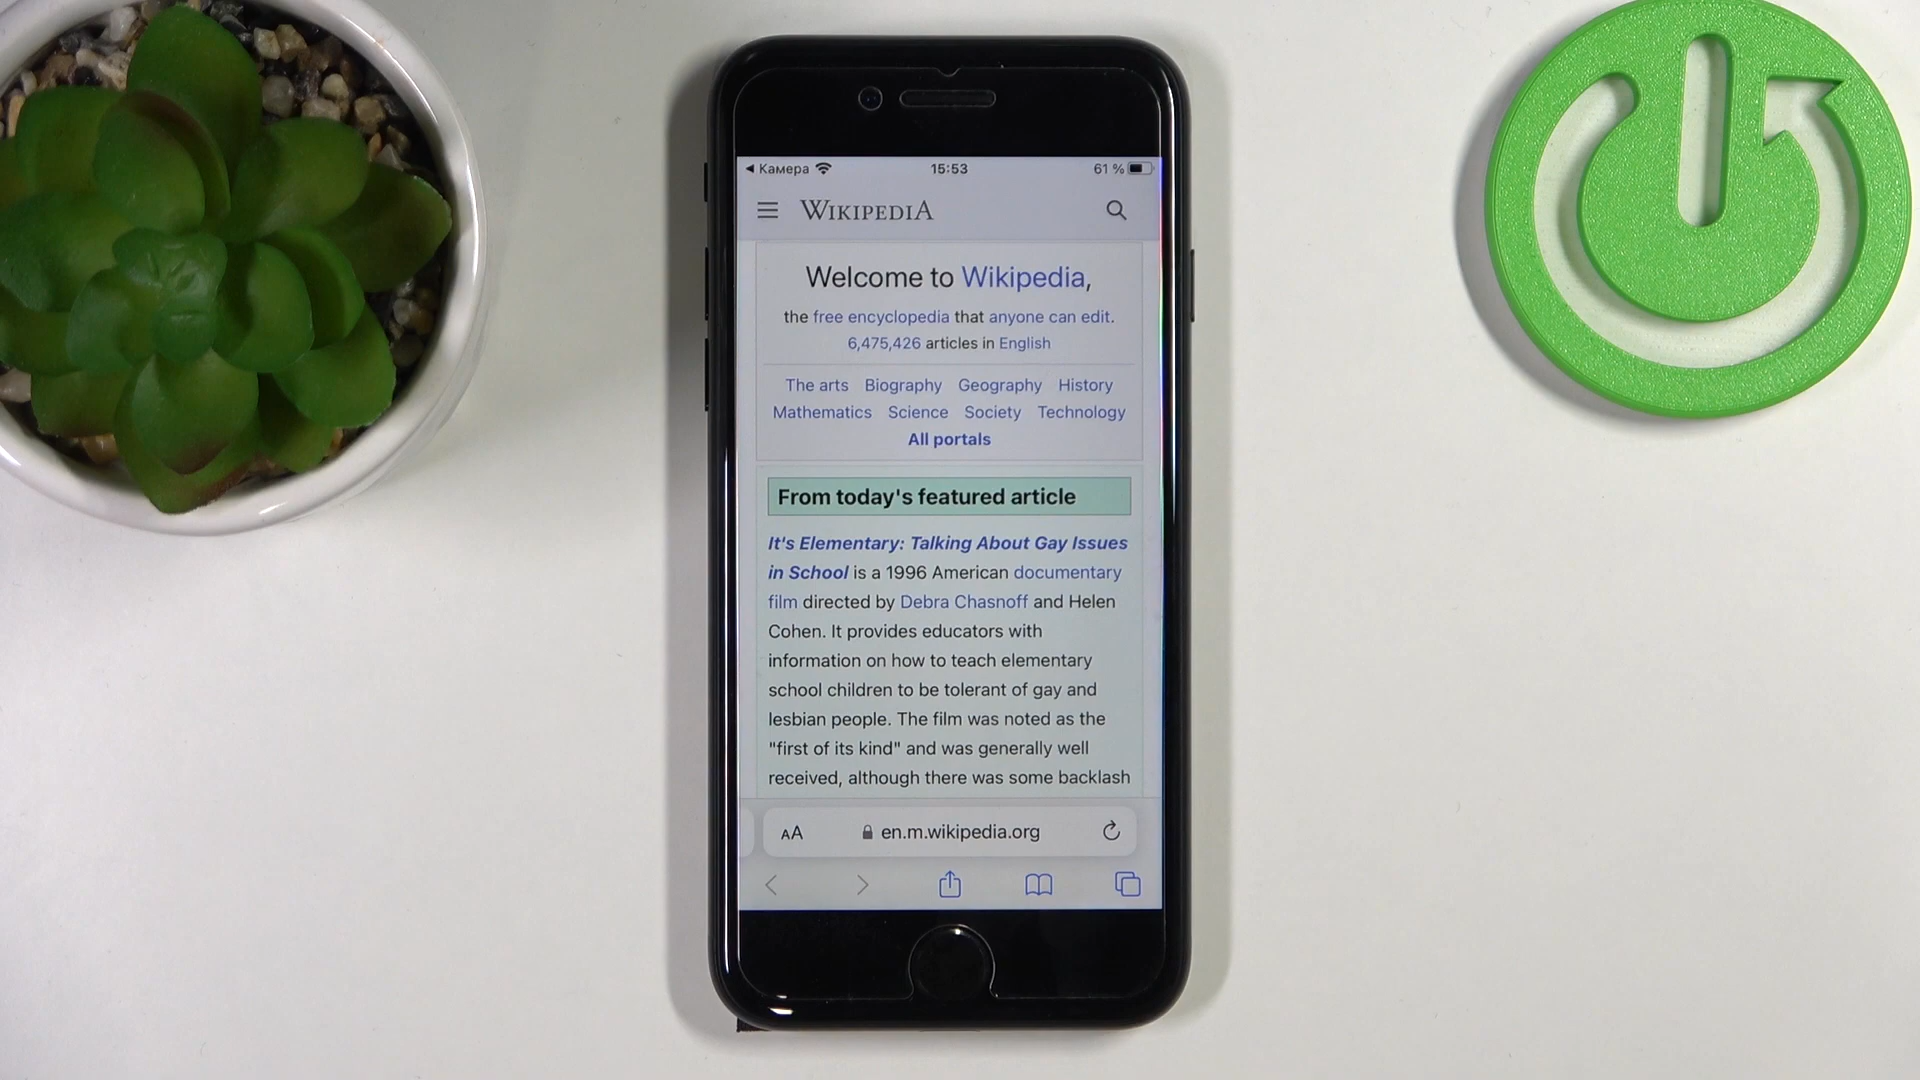 ◄ Камера 15:53 61 %
WIKIPEDIA
Welcome to Wikipedia,
the free encyclopedia that anyone can edit.
6,475,426 articles in English
The arts Biography Geography History
Mathematics Science Society Technology
All portals
From today's featured article
It's Elementary: Talking About Gay Issues
in School is a 1996 American documentary
film directed by Debra Chasnoff and Helen
Cohen. It provides educators with
information on how to teach elementary
school children to be tolerant of gay and
lesbian people. The film was noted as the
"first of its kind" and was generally well
received, although there was some backlash
AA en.m.wikipedia.org